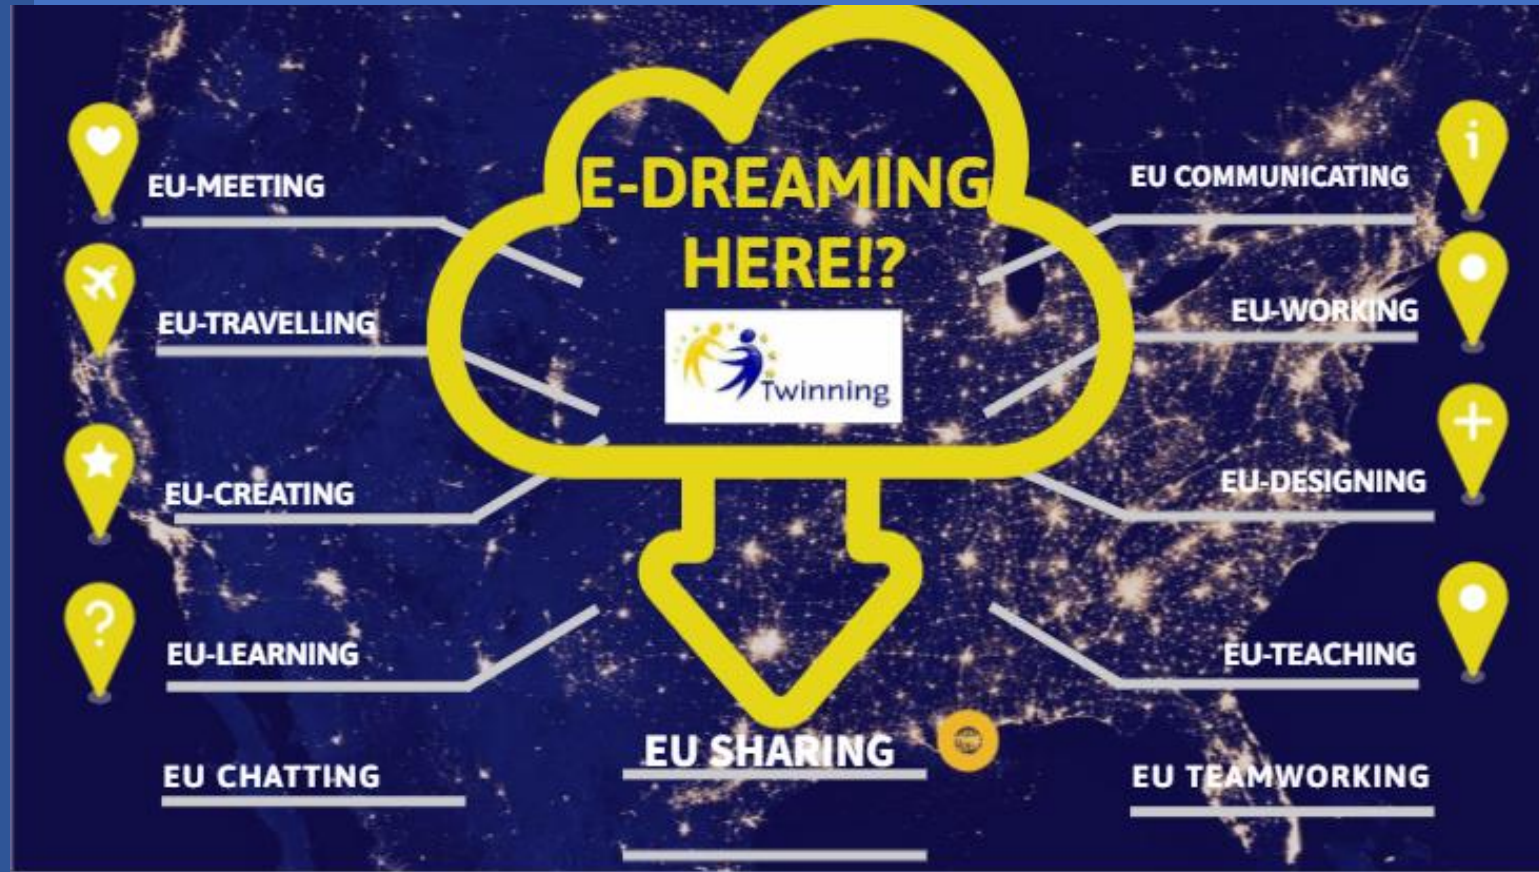 E-DREAMING
HERE!?
Twinning
EU-MEETING
EU-TRAVELLING
EU-CREATING
EU-LEARNING
EU CHATTING
EU SHARING
EU COMMUNICATING
EU-WORKING
EU-DESIGNING
EU-TEACHING
EU TEAMWORKING